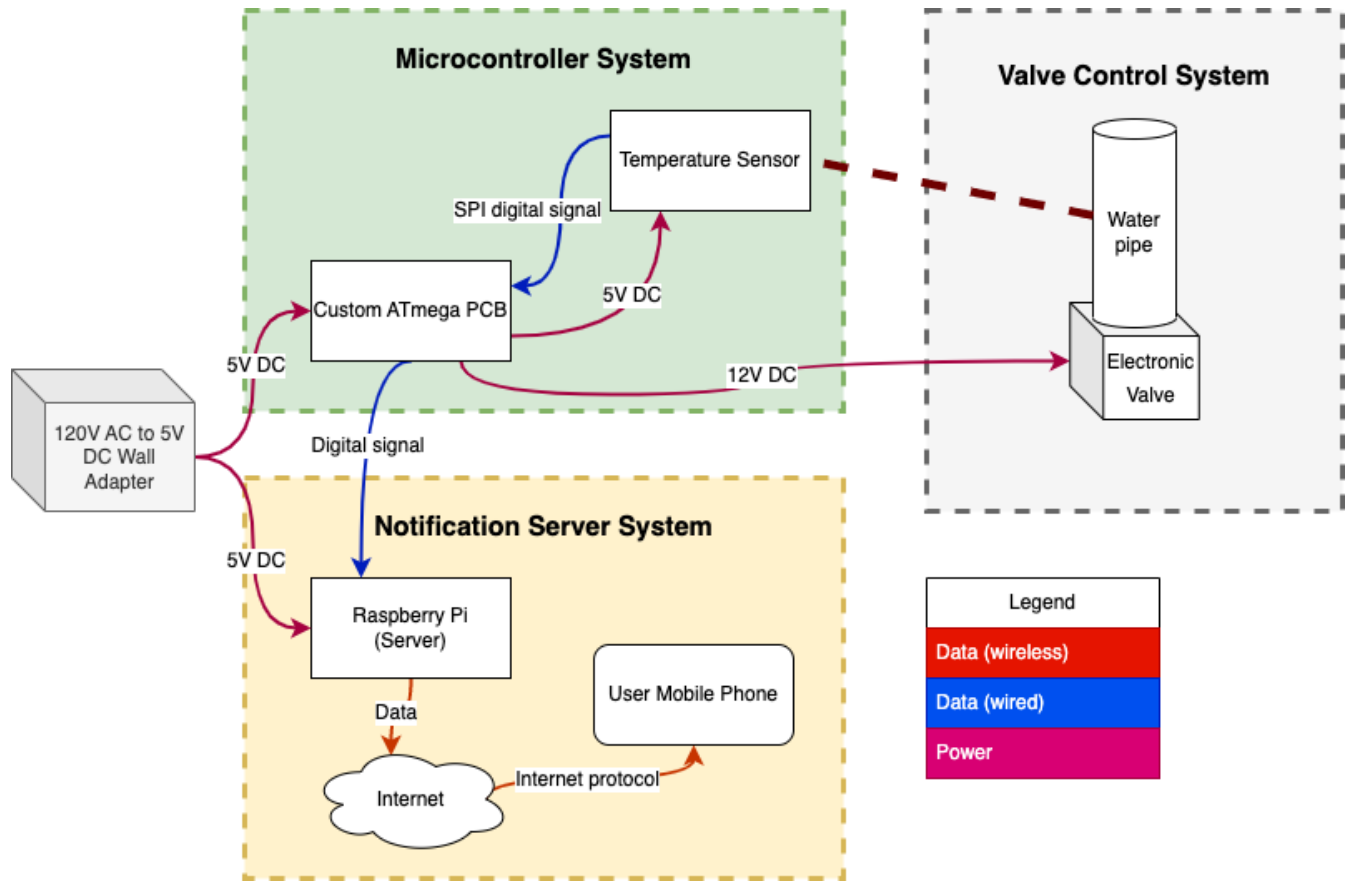 Microcontroller System
Temperature Sensor
SPI digital signal
Custom ATmega PCB
5V DC
5V DC
12V DC
120V AC to 5V
DC Wall
Adapter
Digital signal
Valve Control System
Water
pipe
Electronic
Valve
Notification Server System
5V DC
Raspberry Pi
(Server)
Data
Internet
Internet protocol
User Mobile Phone
Legend
Data (wireless)
Data (wired)
Power